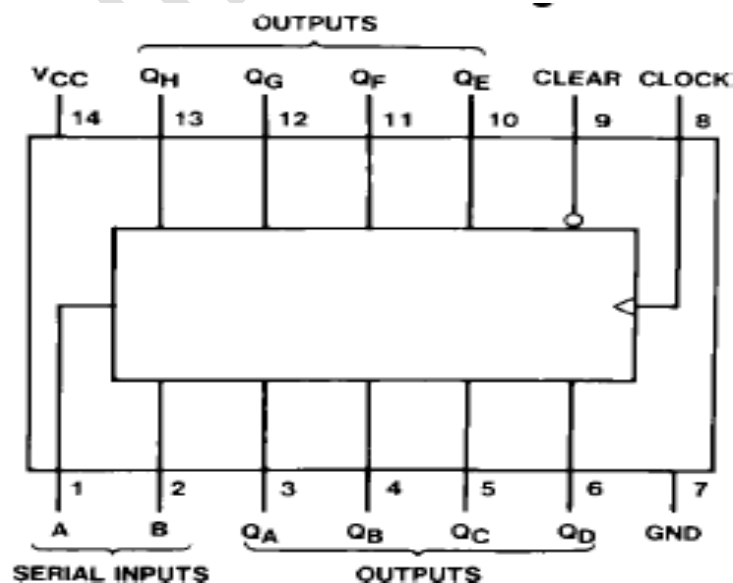 OUTPUTS
VCC QH QG QF QE CLEAR CLOCK
14 13 12 11 10 9 8
1 2 3 4 5 6 7
A B QA QB QC QD GND
SERIAL INPUTS OUTPUTS